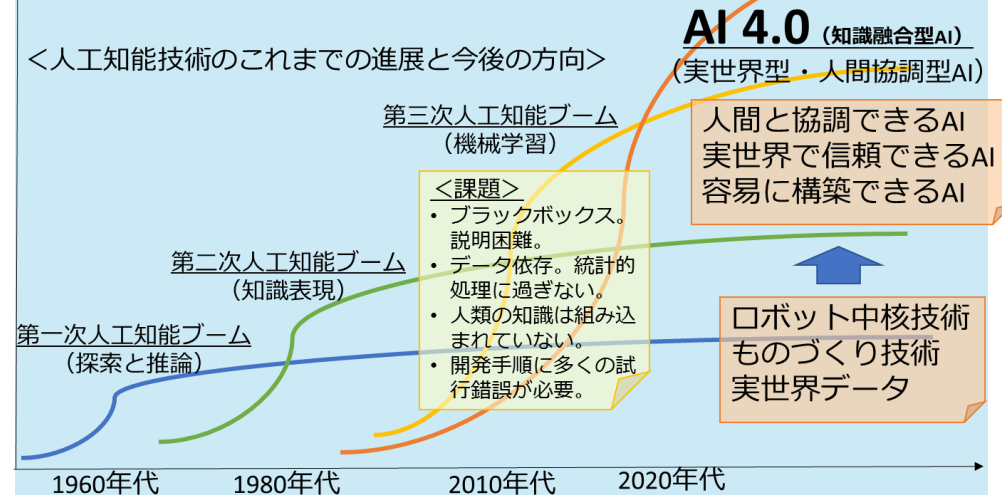 AI 4.0 (知識融合型AI)
＜人工知能技術のこれまでの進展と今後の方向＞
（実世界型・人間協調型AI）
第三次人工知能ブーム
（機械学習）
人間と協調できるAI
実世界で信頼できるAI
容易に構築できるAI
＜課題＞
• ブラックボックス。
説明困難。
• データ依存。統計的
処理に過ぎない。
• 人類の知識は組み込
まれていない。
• 開発手順に多くの試
行錯誤が必要。
第二次人工知能ブーム
（知識表現）
第一次人工知能ブーム
（探索と推論）
ロボット中核技術
ものづくり技術
実世界データ
1960年代
1980年代
2010年代
2020年代